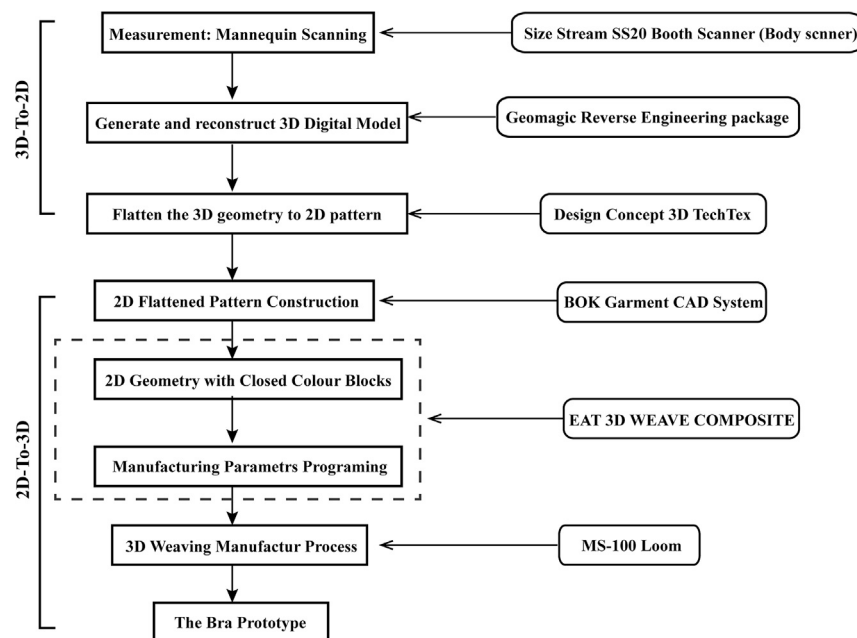 Measurement: Mannequin Scanning
Size Stream SS20 Booth Scanner (Body scnner)
3D-To-2D
Generate and reconstruct 3D Digital Model
Geomagic Reverse Engineering package
Flatten the 3D geometry to 2D pattern
Design Concept 3D TechTex
2D Flattened Pattern Construction
BOK Garment CAD System
2D-To-3D
2D Geometry with Closed Colour Blocks
EAT 3D WEAVE COMPOSITE
Manufacturing Parametrs Programing
3D Weaving Manufactur Process
MS-100 Loom
The Bra Prototype